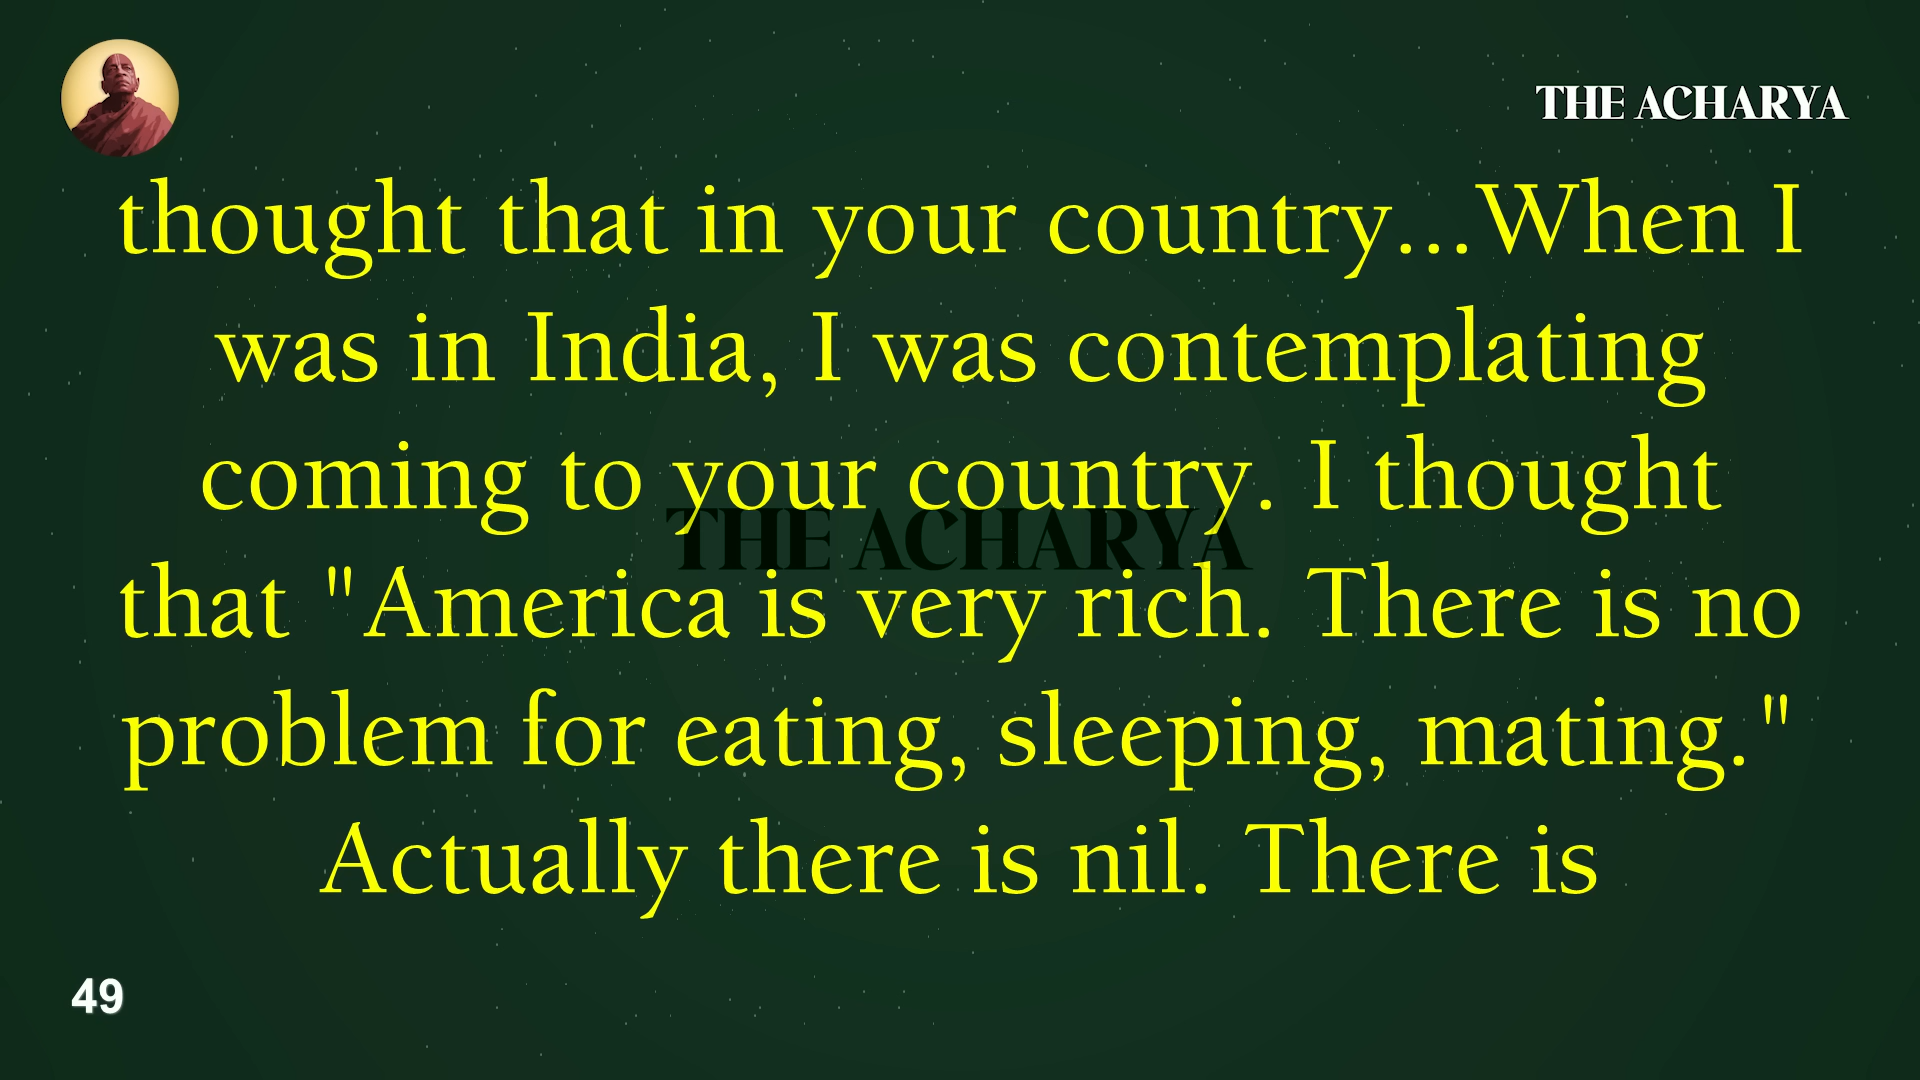 THE ACHARYA
thought that in your country...When I
was in India, I was contemplating
coming to your country. I thought
THE ACHARYA
that "America is very rich. There is no
problem for eating, sleeping, mating."
Actually there is nil. There is
49